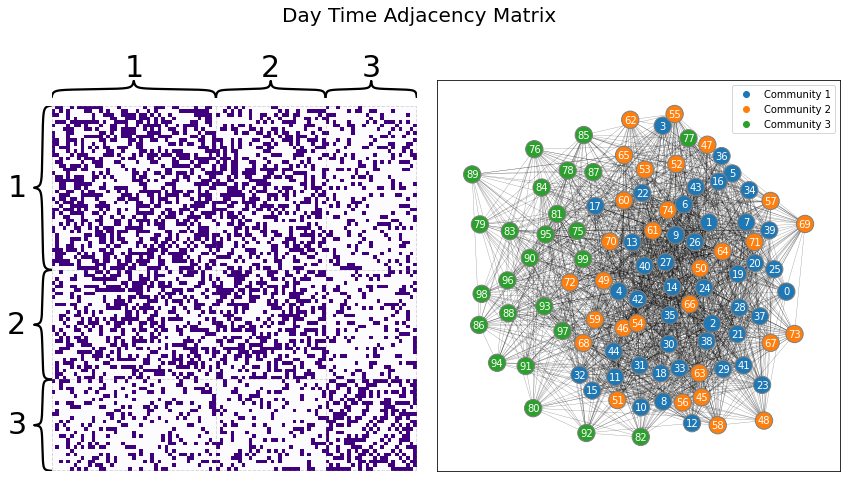 Day Time Adjacency Matrix
1 2 3
1
2
3
Community 1
Community 2
Community 3
55
62 3
85 77 47
76 65 36
53 52
89 78 87 5
84 43 16 34
22
60 6 57
17
81 74
79 1 7 69
83 75 61 39
95 9
70 13 26 71
64
90 99 27 20
40 50 19 25
96 49
72 14 24 0
98 4
42
93 66 28
88 59 35 37
86 54 2
97 46 21 73
68 30 38 67
44
94 91 31 33 29 41
32 11 18 63
15 23
51 45
80 10 8 56
12 58 48
92 82